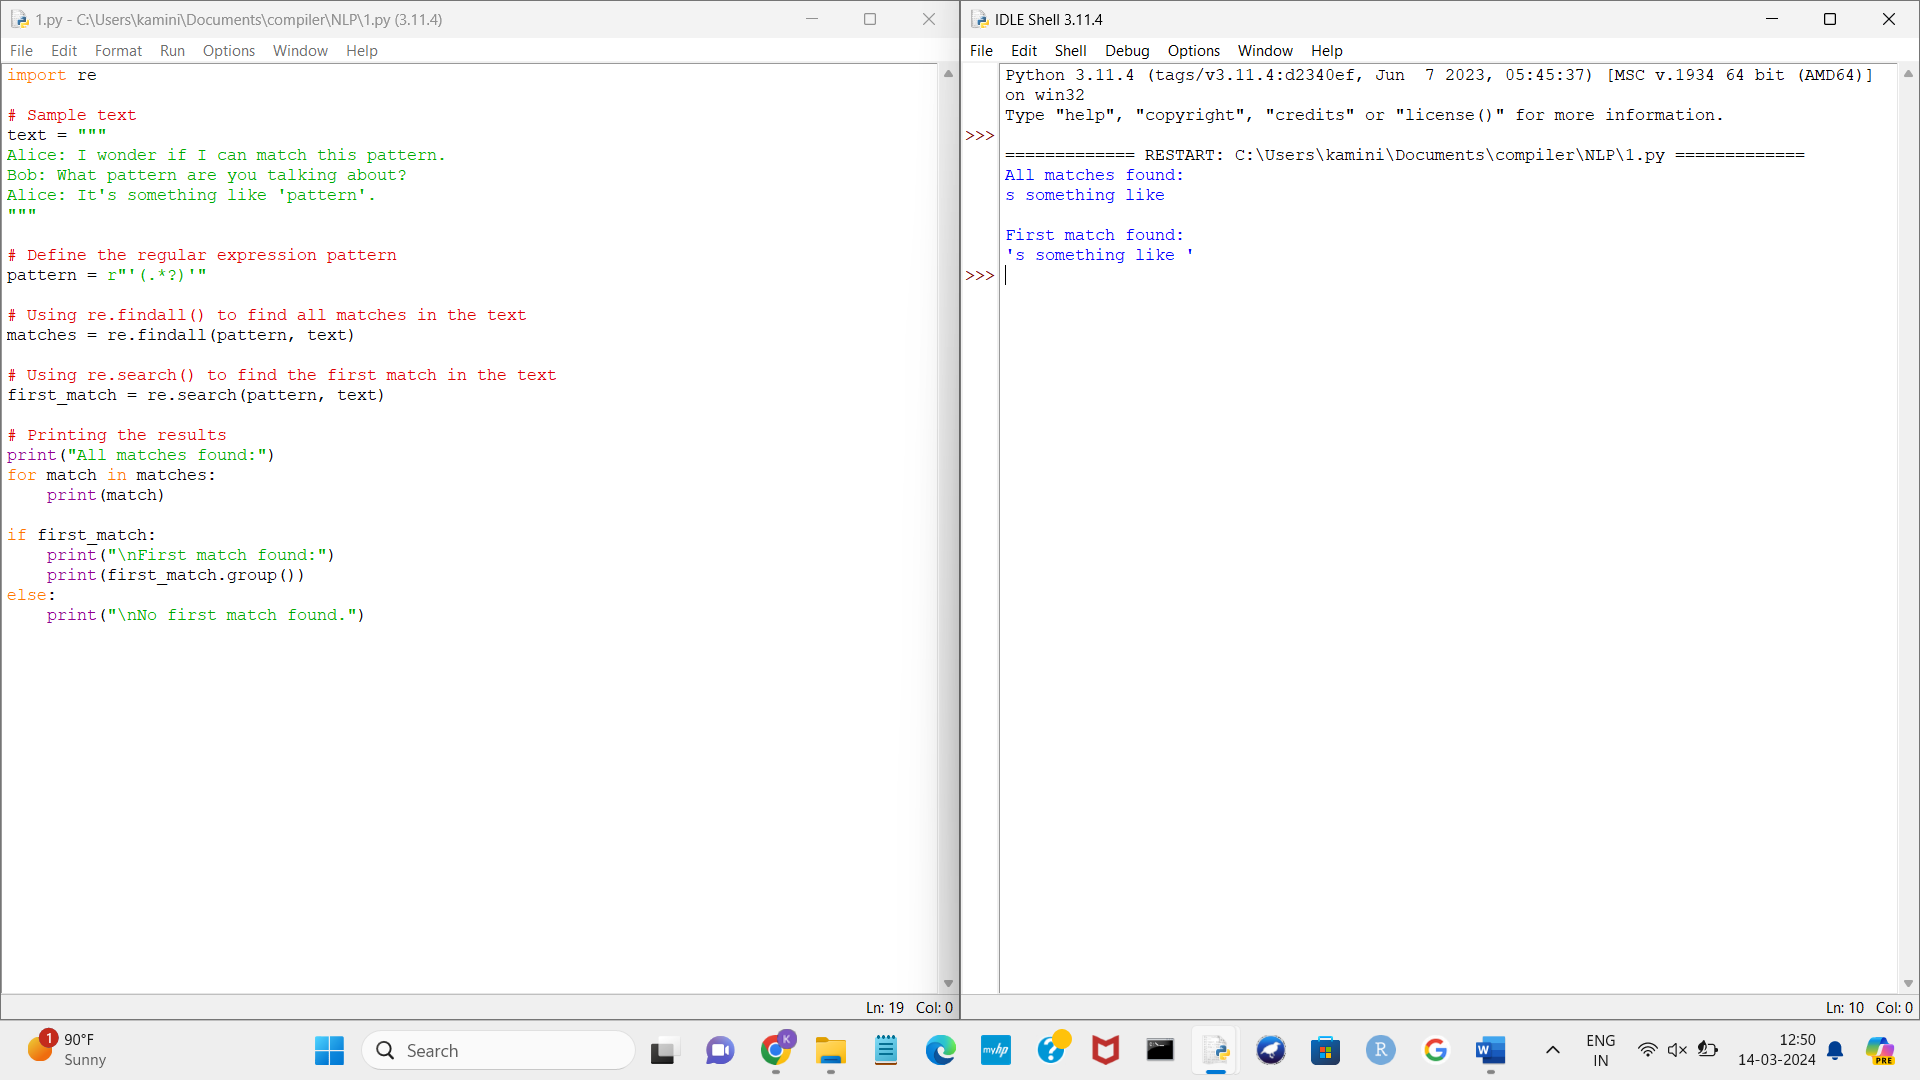 1.py - C:\Users\kamini\Documents\compiler\NLP\1.py (3.11.4)
File Edit Format Run Options Window Help
import re

# Sample text
text = """
Alice: I wonder if I can match this pattern.
Bob: What pattern are you talking about?
Alice: It's something like 'pattern'.
"""

# Define the regular expression pattern
pattern = r"'(.*?)'"

# Using re.findall() to find all matches in the text
matches = re.findall(pattern, text)

# Using re.search() to find the first match in the text
first_match = re.search(pattern, text)

# Printing the results
print("All matches found:")
for match in matches:
    print(match)

if first_match:
    print("\nFirst match found:")
    print(first_match.group())
else:
    print("\nNo first match found.")
Ln: 19 Col: 0
IDLE Shell 3.11.4
File Edit Shell Debug Options Window Help
Python 3.11.4 (tags/v3.11.4:d2340ef, Jun  7 2023, 05:45:37) [MSC v.1934 64 bit (AMD64)]
on win32
Type "help", "copyright", "credits" or "license()" for more information.
>>>
============= RESTART: C:\Users\kamini\Documents\compiler\NLP\1.py =============
All matches found:
s something like

First match found:
's something like '
>>>
Ln: 10 Col: 0
1
90°F
Sunny
Search
K
myhp
?
R
G
W
ENG
IN
12:50
14-03-2024
PRE